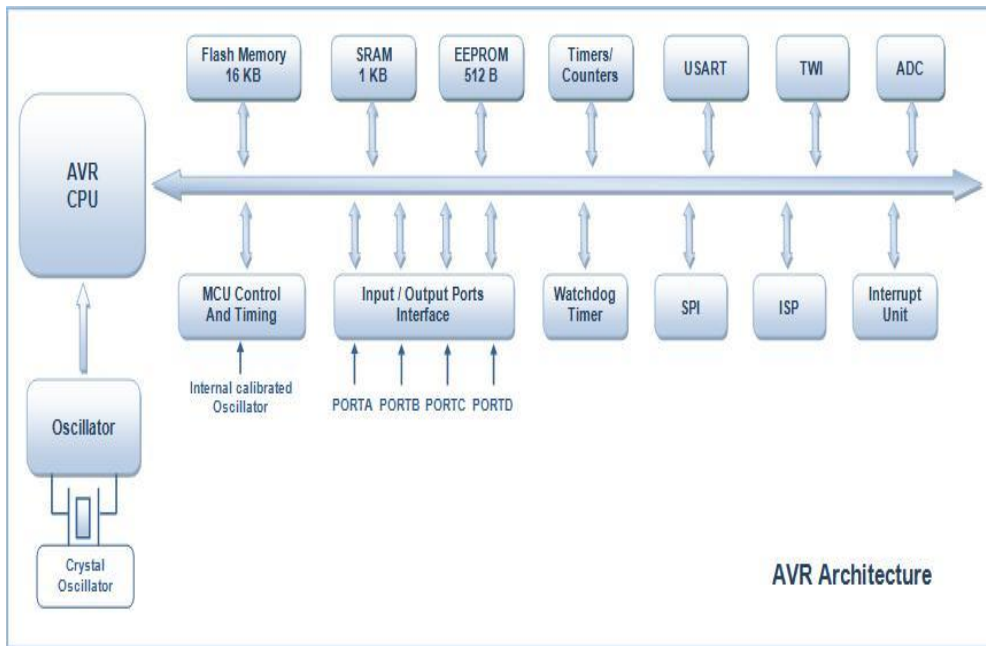 Flash Memory
16 KB
SRAM
1 KB
EEPROM
512 B
Timers/
Counters
USART
TWI
ADC
AVR
CPU
MCU Control
And Timing
Input / Output Ports
Interface
Watchdog
Timer
SPI
ISP
Interrupt
Unit
Internal calibrated
Oscillator
PORTA PORTB PORTC PORTD
Oscillator
Crystal
Oscillator
AVR Architecture